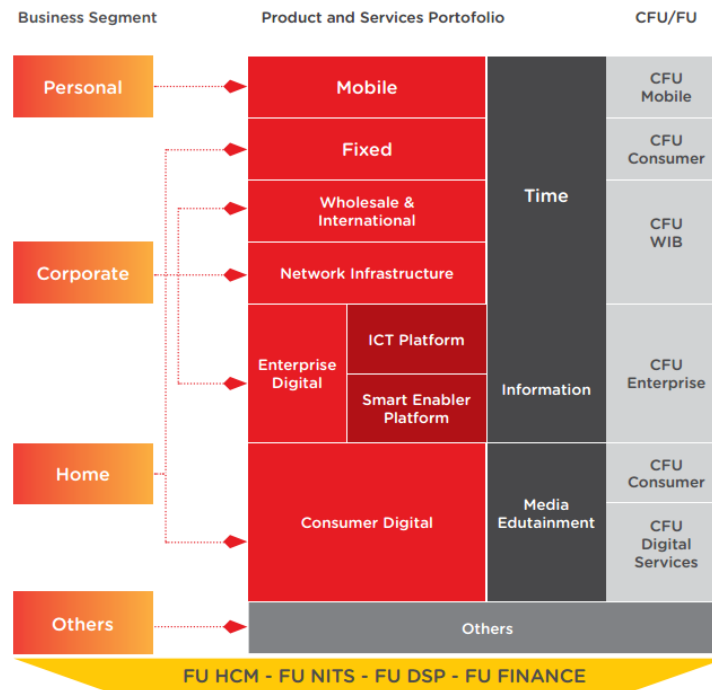 Business Segment
Product and Services Portofolio
CFU/FU
Personal
Mobile
CFU
Mobile
Fixed
CFU
Consumer
Wholesale &
International
Time
CFU
WIB
Corporate
Network Infrastructure
Enterprise
Digital
ICT Platform
Smart Enabler
Platform
Information
CFU
Enterprise
Home
Consumer Digital
Media
Edutainment
CFU
Consumer
CFU
Digital
Services
Others
Others
FU HCM - FU NITS - FU DSP - FU FINANCE